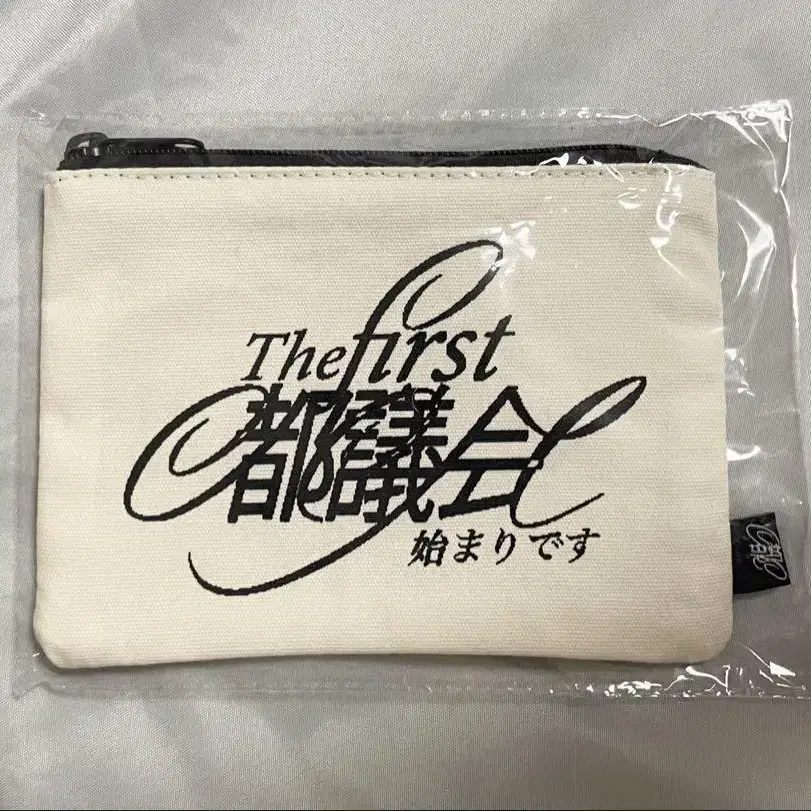 The first
都議会
始まりです